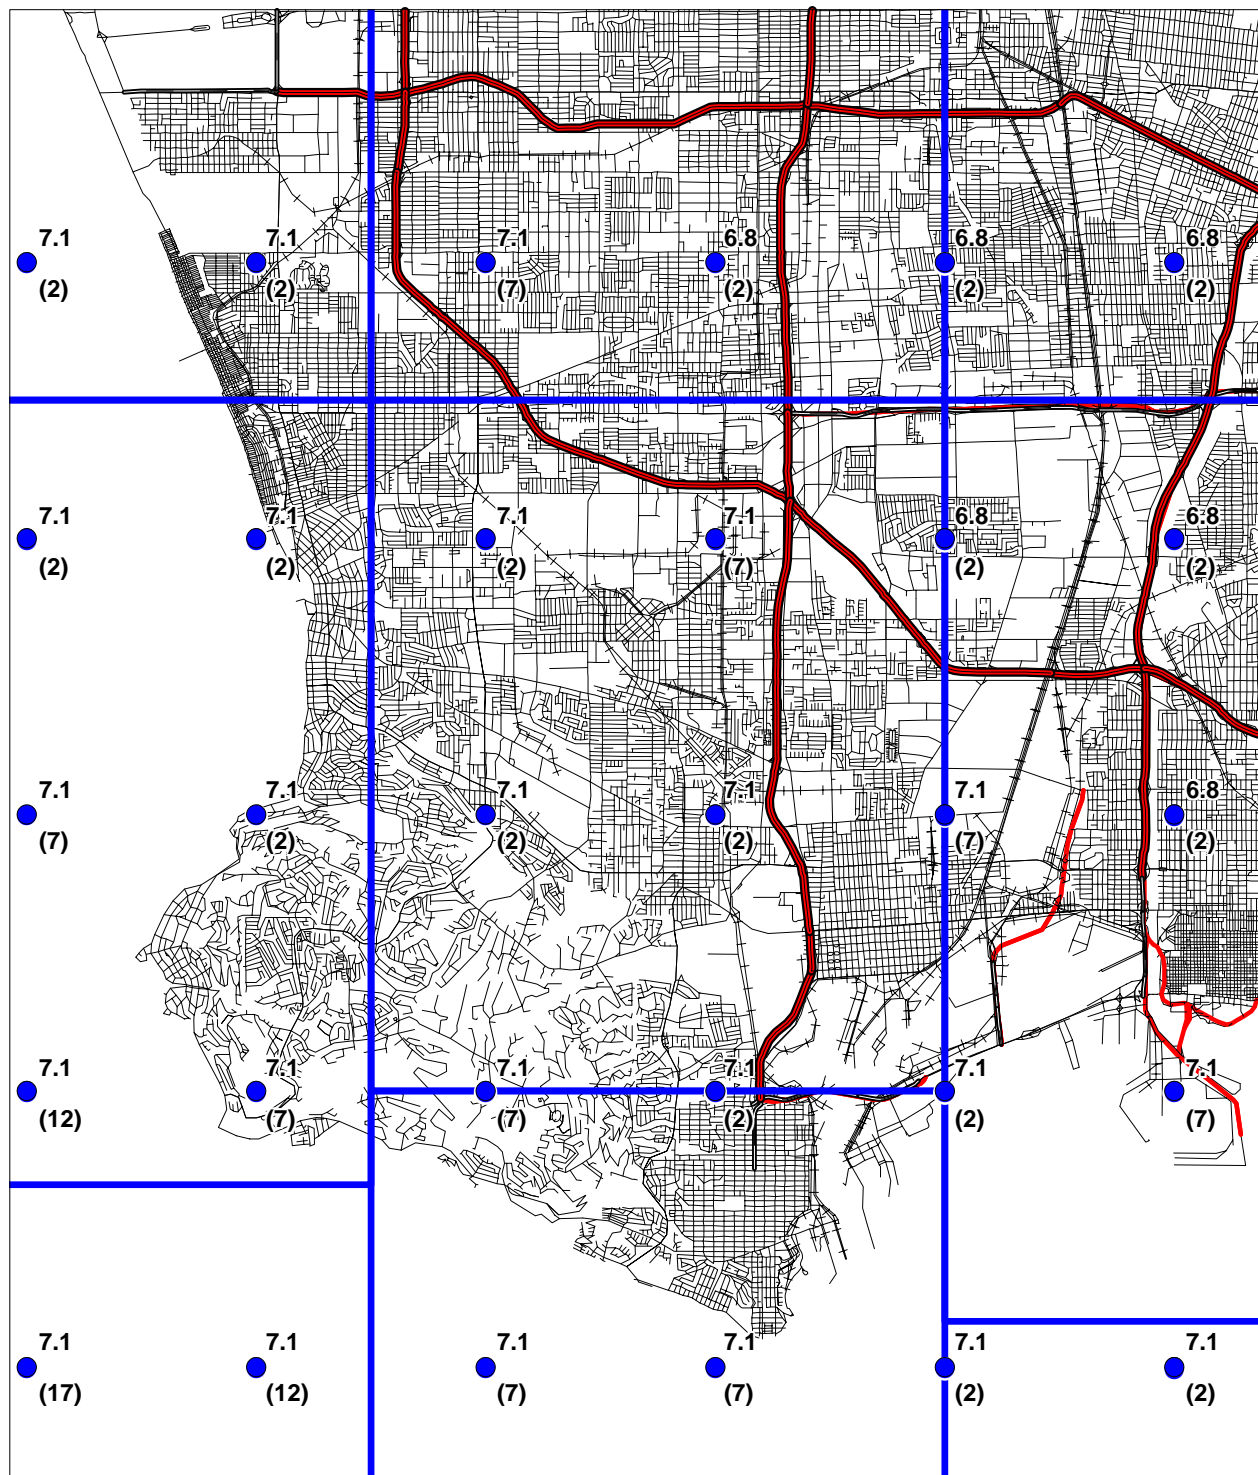 7.1 7.1 7.1 6.8 6.8 6.8
(2) (2) (7) (2) (2) (2)
7.1 7.1 7.1 7.1 6.8 6.8
(2) (2) (2) (7) (2) (2)
7.1 7.1 7.1 7.1 7.1 6.8
(7) (2) (2) (2) (7) (2)
7.1 7.1 7.1 7.1 7.1 7.1
(12) (7) (7) (2) (2) (7)
7.1 7.1 7.1 7.1 7.1 7.1
(17) (12) (7) (7) (2) (2)